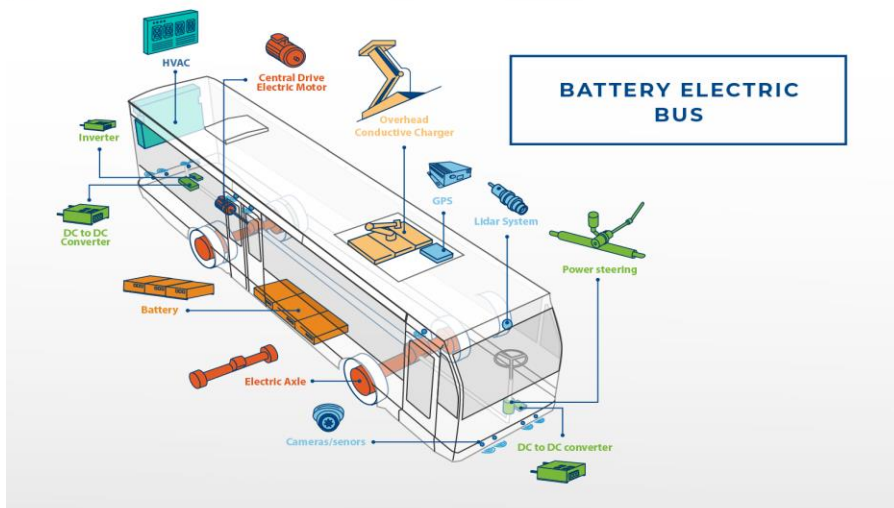 BATTERY ELECTRIC
BUS
HVAC
Central Drive
Electric Motor
Overhead
Conductive Charger
Inverter
GPS
Lidar System
DC to DC
Converter
Power steering
Battery
Electric Axle
Cameras/senors
DC to DC converter